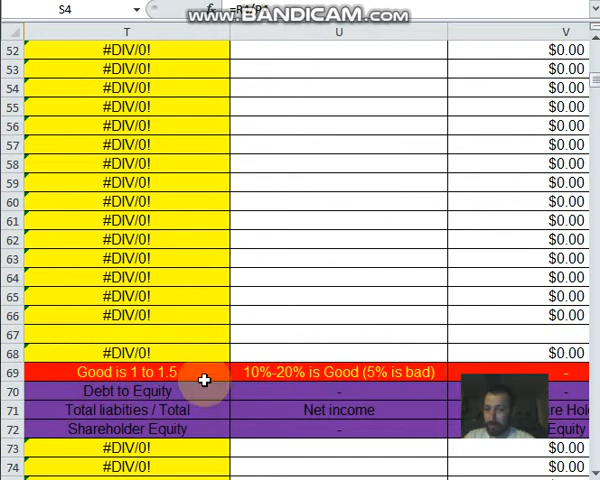 S4 fx
www.BANDICAM.com
T U V
52 #DIV/0! $0.00
53 #DIV/0! $0.00
54 #DIV/0! $0.00
55 #DIV/0! $0.00
56 #DIV/0! $0.00
57 #DIV/0! $0.00
58 #DIV/0! $0.00
59 #DIV/0! $0.00
60 #DIV/0! $0.00
61 #DIV/0! $0.00
62 #DIV/0! $0.00
63 #DIV/0! $0.00
64 #DIV/0! $0.00
65 #DIV/0! $0.00
66 #DIV/0! $0.00
67
68 #DIV/0! $0.00
69 Good is 1 to 1.5 10%-20% is Good (5% is bad) -
70 Debt to Equity -
71 Total liabities / Total Net income
72 Shareholder Equity - Equity
73 #DIV/0! $0.00
74 #DIV/0! $0.00